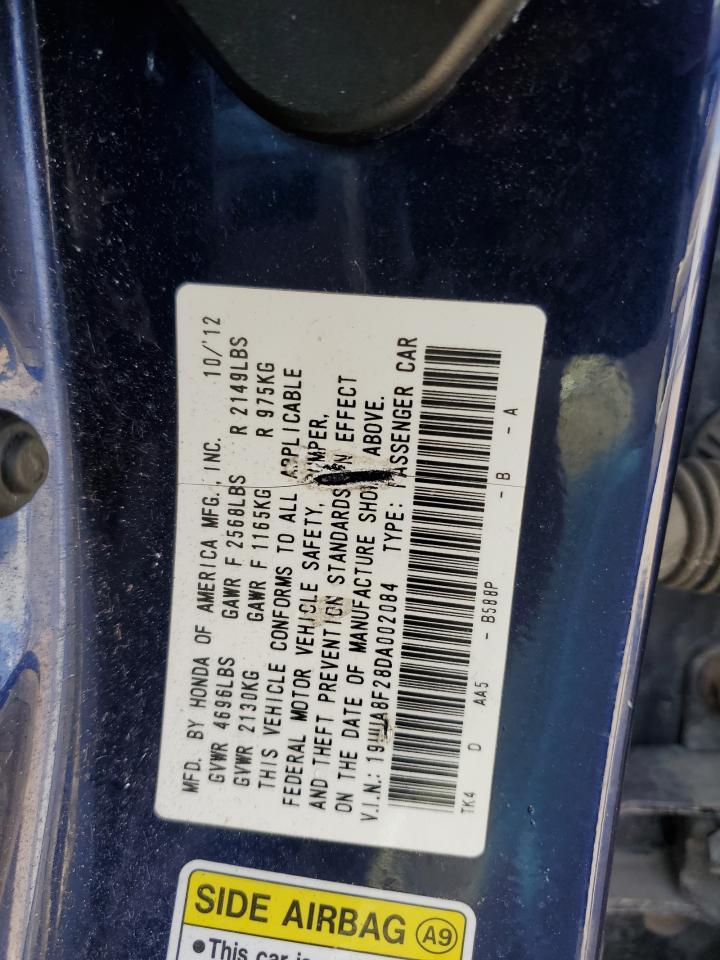 MFD. BY HONDA OF AMERICA MFG., INC. 10/'12
GVWR 4696LBS GAWR F 2568LBS R 2149LBS
GVWR 2130KG GAWR F 1165KG R 975KG
THIS VEHICLE CONFORMS TO ALL APPLICABLE
FEDERAL MOTOR VEHICLE SAFETY, BUMPER,
AND THEFT PREVENTION STANDARDS IN EFFECT
ON THE DATE OF MANUFACTURE SHOWN ABOVE.
V.I.N.: 19UUA8F28DA002084 TYPE: PASSENGER CAR
TK4 D AA5 - B588P - B - A
SIDE AIRBAG A9
•This car is